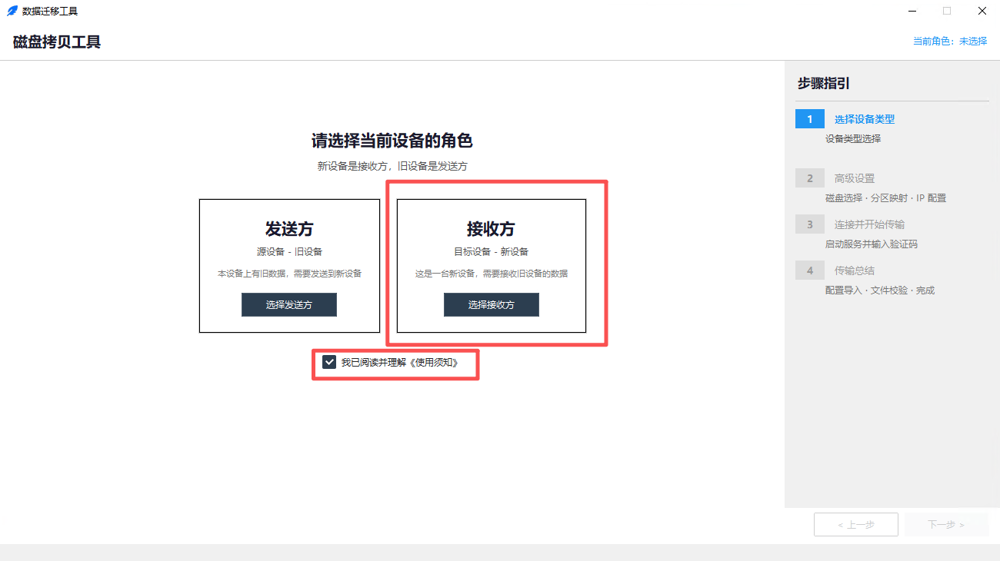 数据迁移工具
磁盘拷贝工具
当前角色：未选择
请选择当前设备的角色
新设备是接收方，旧设备是发送方
发送方
源设备 - 旧设备
本设备上有旧数据，需要发送到新设备
选择发送方
接收方
目标设备 - 新设备
这是一台新设备，需要接收旧设备的数据
选择接收方
我已阅读并理解《使用须知》
步骤指引
1 选择设备类型
设备类型选择
2 高级设置
磁盘选择 · 分区映射 · IP 配置
3 连接并开始传输
启动服务并输入验证码
4 传输总结
配置导入 · 文件校验 · 完成
< 上一步
下一步 >